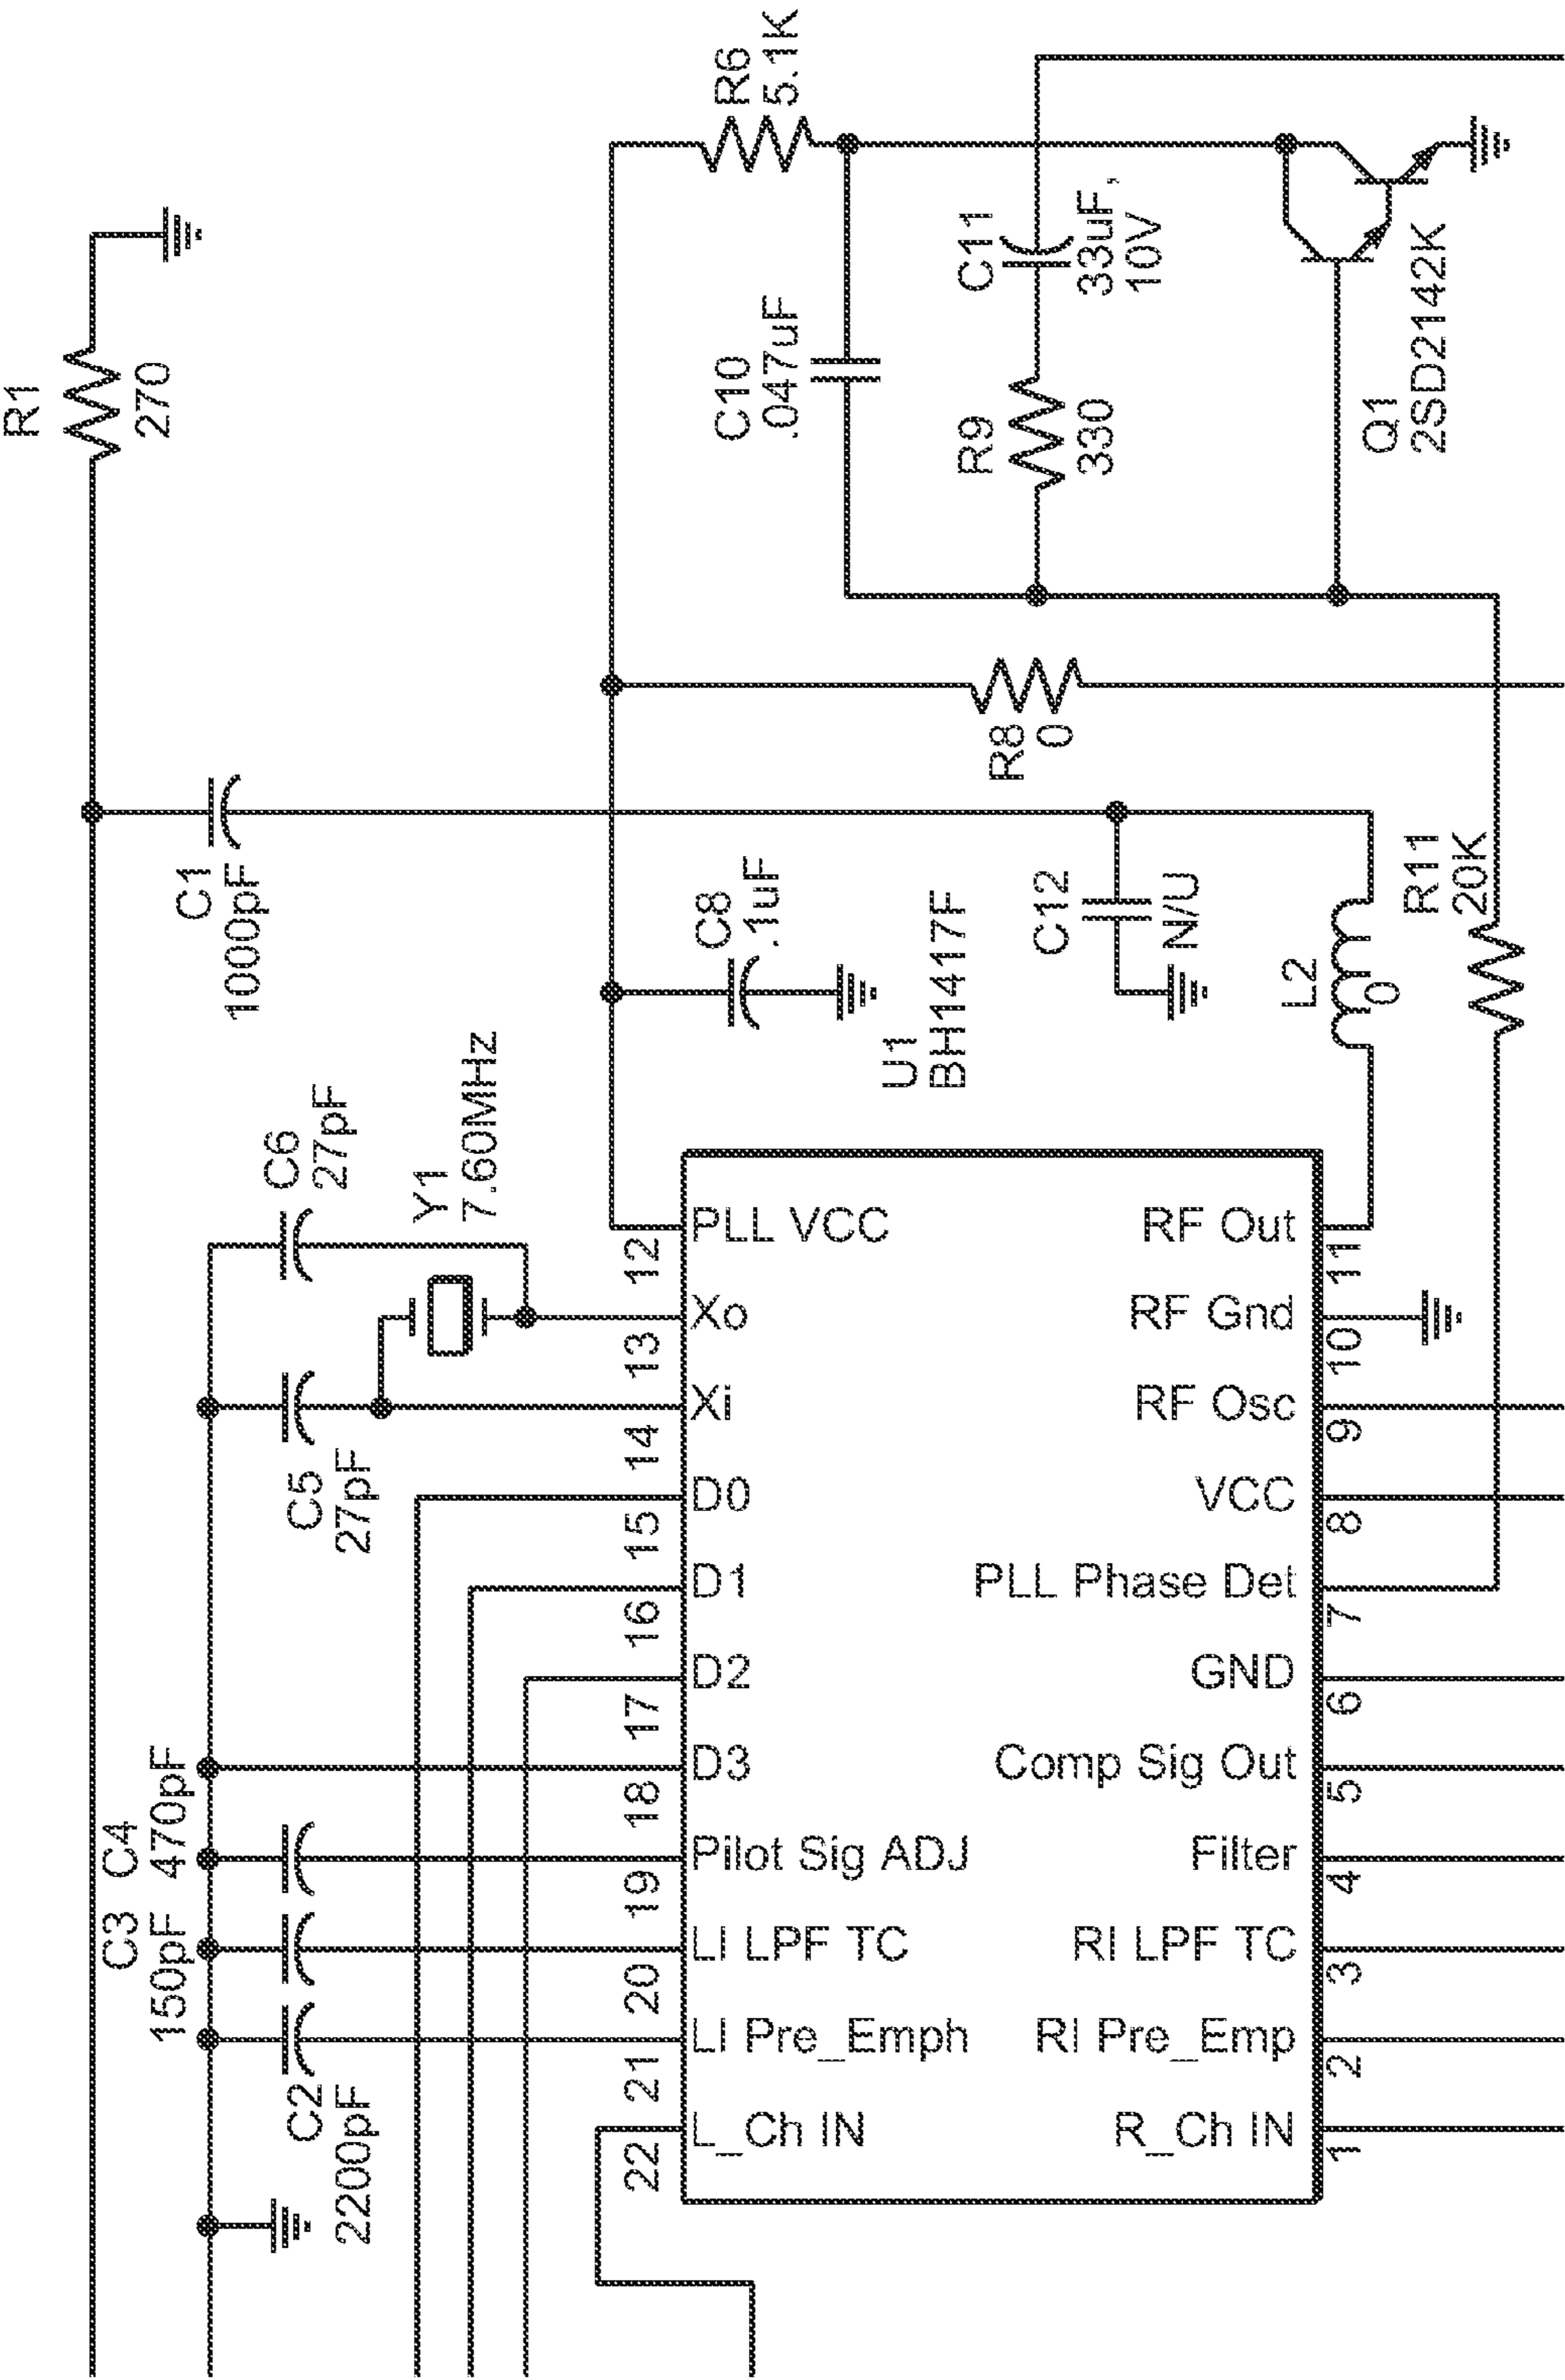 R1
270
R6
5.1K
C10
.047uF
C11
33uF,
10V
R9
330
Q1
2SD2142K
C1
1000pF
R8
0
C8
.1uF
C12
N/U
R11
20K
L2
0
U1
BH1417F
C6
27pF
Y1
7.60MHz
C5
27pF
C4
470pF
C3
150pF
C2
2200pF
12
PLL VCC
RF Out
11
13
Xo
RF Gnd
10
14
Xi
RF Osc
9
15
D0
VCC
8
16
D1
PLL Phase Det
7
17
D2
GND
6
18
D3
Comp Sig Out
5
19
Pilot Sig ADJ
Filter
4
20
LI LPF TC
RI LPF TC
3
21
LI Pre_Emph
RI Pre_Emp
2
22
L_Ch IN
R_Ch IN
1